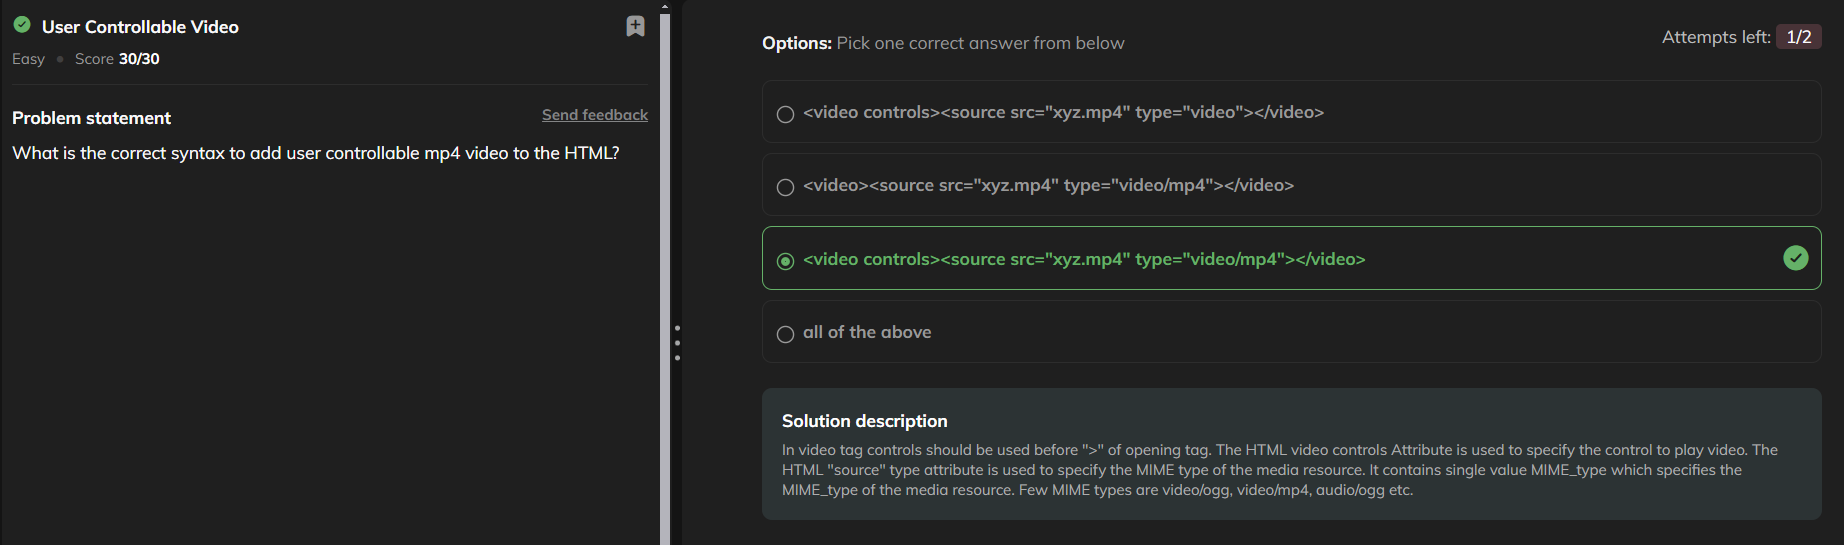 User Controllable Video
Easy • Score 30/30
Problem statement
Send feedback
What is the correct syntax to add user controllable mp4 video to the HTML?
Options: Pick one correct answer from below
Attempts left: 1/2
<video controls><source src="xyz.mp4" type="video"></video>
<video><source src="xyz.mp4" type="video/mp4"></video>
<video controls><source src="xyz.mp4" type="video/mp4"></video>
all of the above
Solution description
In video tag controls should be used before ">" of opening tag. The HTML video controls Attribute is used to specify the control to play video. The
HTML "source" type attribute is used to specify the MIME type of the media resource. It contains single value MIME_type which specifies the
MIME_type of the media resource. Few MIME types are video/ogg, video/mp4, audio/ogg etc.